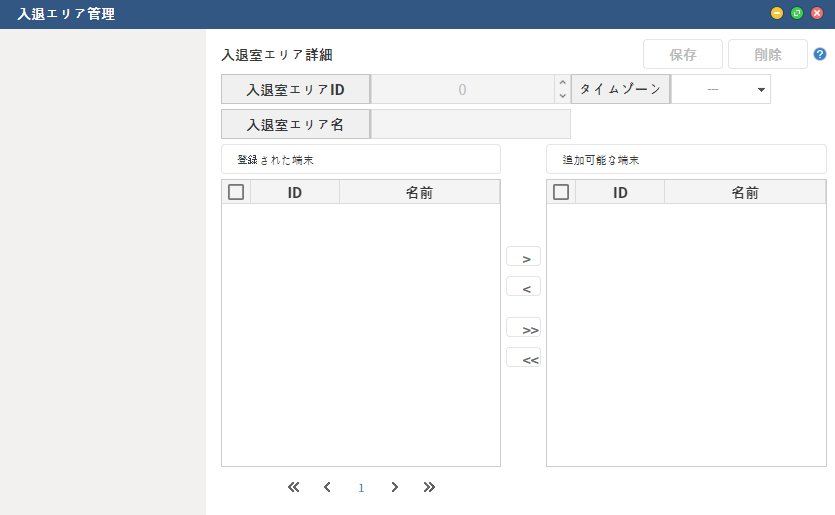 入退エリア管理
入退室エリア詳細
保存
削除
?
入退室エリアID
0
タイムゾーン
---
入退室エリア名
登録された端末
追加可能な端末
ID
名前
ID
名前
>
<
>>
<<
1